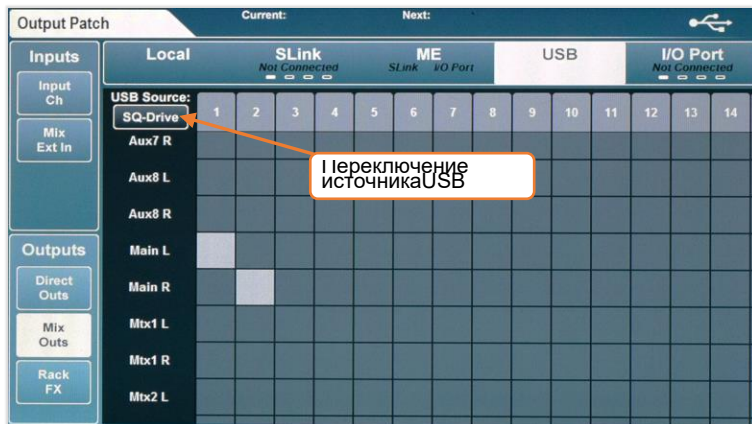 Output Patch
Current:
Next:
Inputs
Input
Ch
Mix
Ext In
Outputs
Direct
Outs
Mix
Outs
Rack
FX
Local
SLink
Not Connected
ME
SLink I/O Port
USB
I/O Port
Not Connected
USB Source:
SQ-Drive
1 2 3 4 5 6 7 8 9 10 11 12 13 14
Aux7 R
Aux8 L
Aux8 R
Main L
Main R
Mtx1 L
Mtx1 R
Mtx2 L
Переключение
источникаUSB